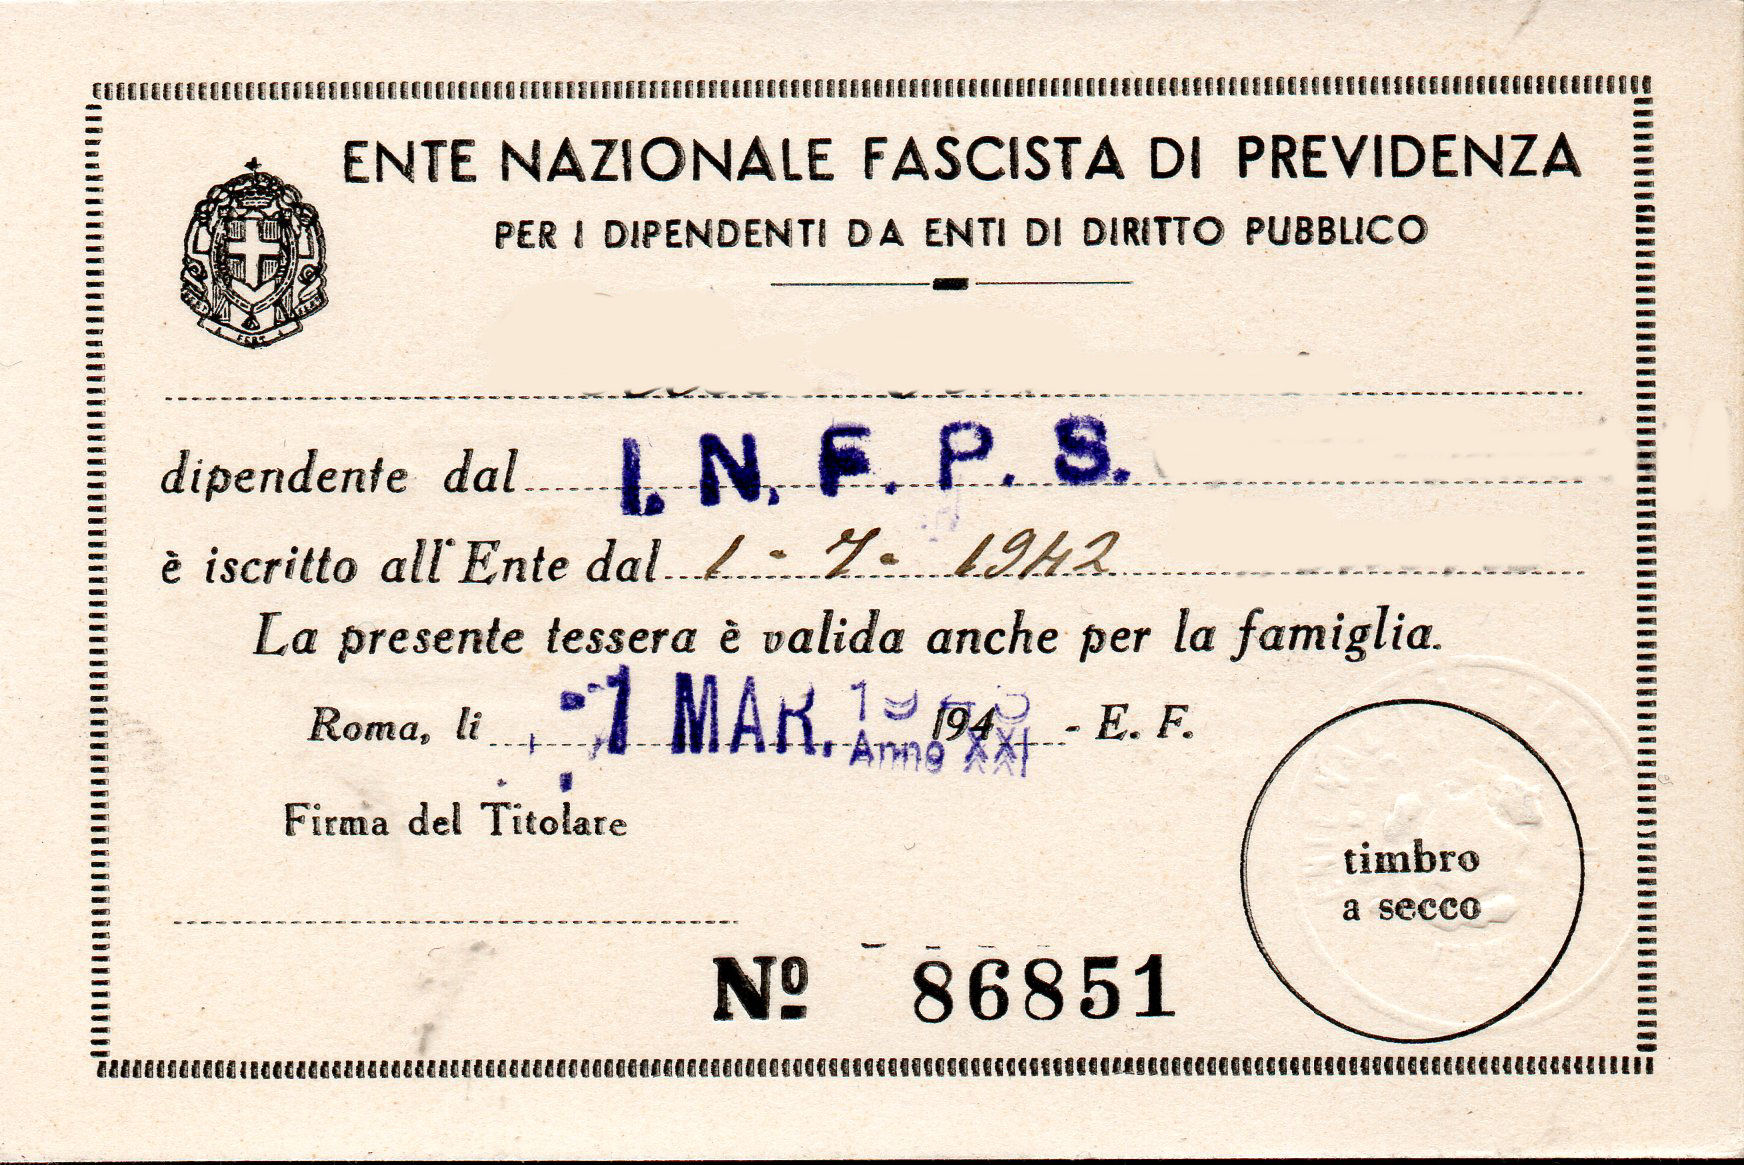 ENTE NAZIONALE FASCISTA DI PREVIDENZA
PER I DIPENDENTI DA ENTI DI DIRITTO PUBBLICO
FERT
dipendente dal I. N. F. P. S.
è iscritto all'Ente dal 1 - 7 - 1942
La presente tessera è valida anche per la famiglia.
Roma, li -1 MAR. 194 - E. F.
Anno XXI
Firma del Titolare
timbro
a secco
Nº 86851